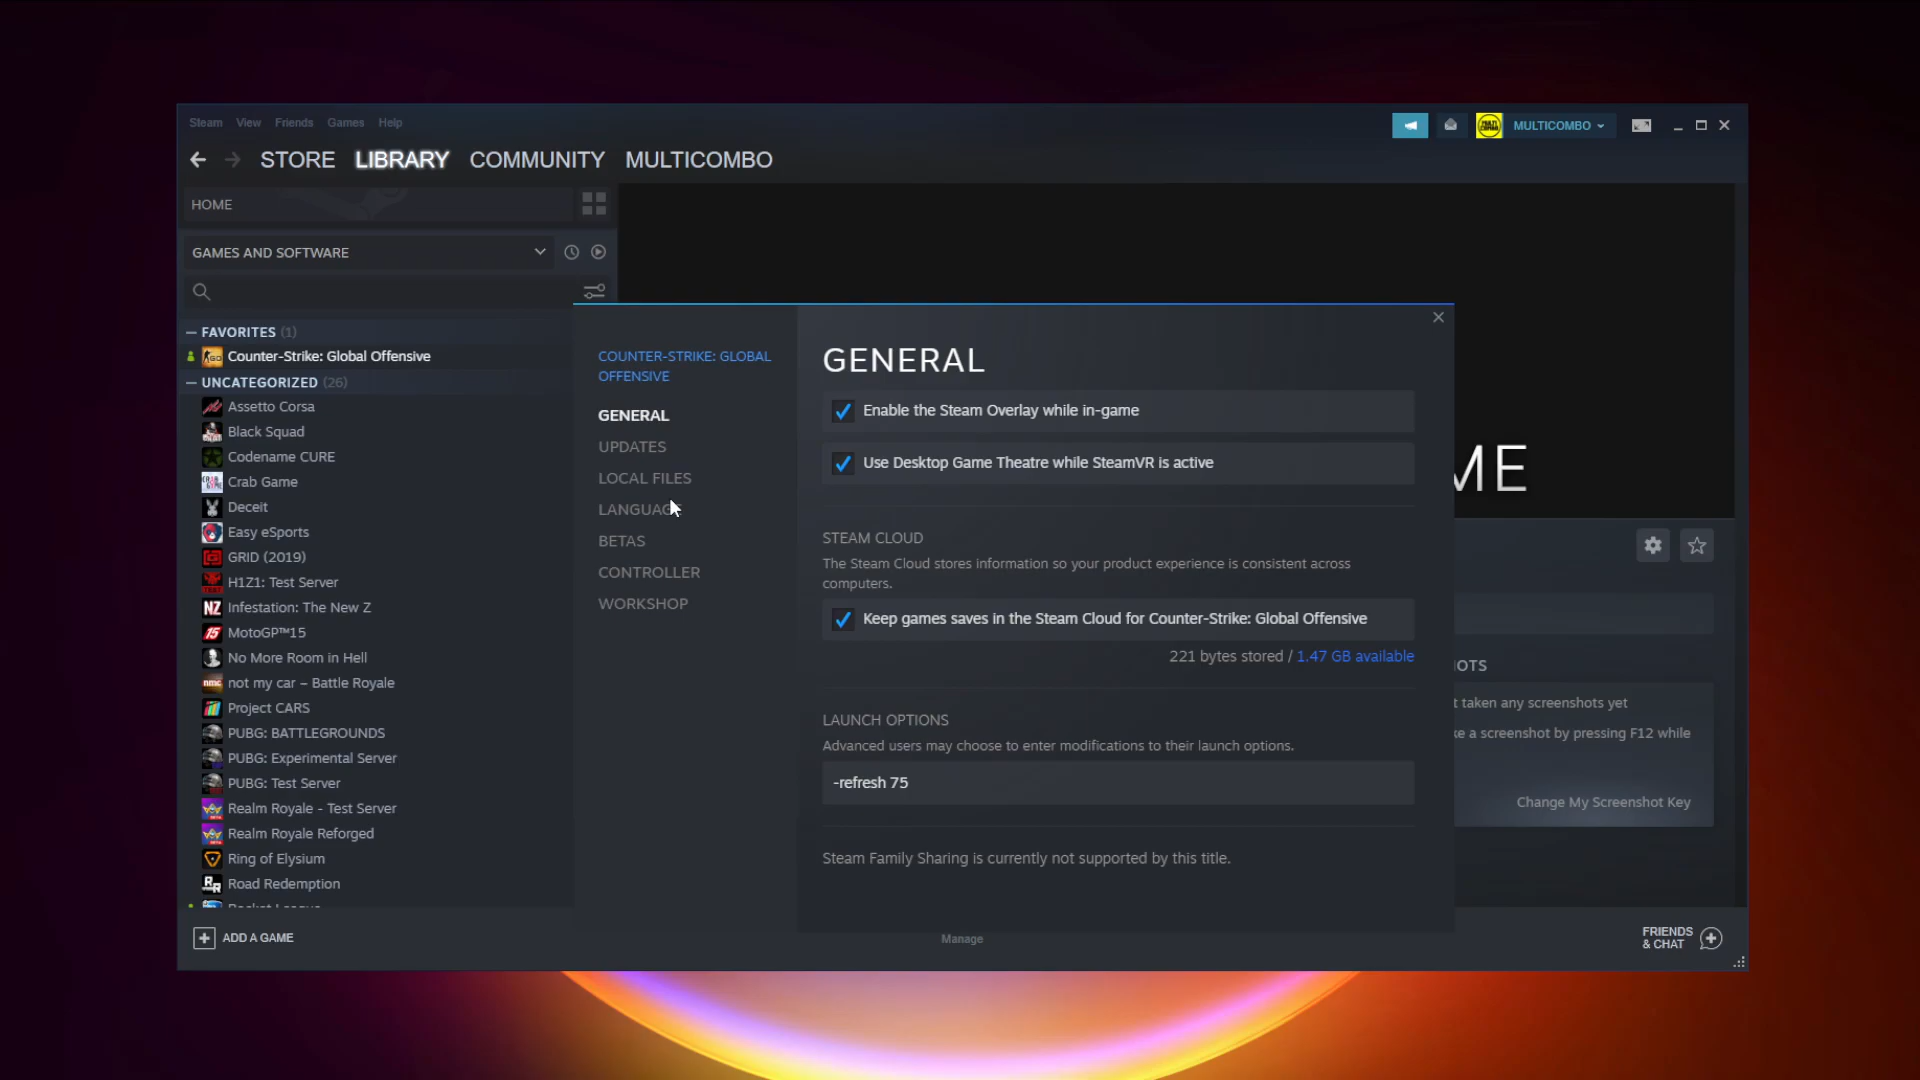 Steam View Friends Games Help
MULTICOMBO
STORE LIBRARY COMMUNITY MULTICOMBO
HOME
GAMES AND SOFTWARE
— FAVORITES (1)
Counter-Strike: Global Offensive
— UNCATEGORIZED (26)
Assetto Corsa
Black Squad
Codename CURE
Crab Game
Deceit
Easy eSports
GRID (2019)
H1Z1: Test Server
Infestation: The New Z
MotoGP™15
No More Room in Hell
not my car – Battle Royale
Project CARS
PUBG: BATTLEGROUNDS
PUBG: Experimental Server
PUBG: Test Server
Realm Royale - Test Server
Realm Royale Reforged
Ring of Elysium
Road Redemption
ADD A GAME
COUNTER-STRIKE: GLOBAL
OFFENSIVE
GENERAL
UPDATES
LOCAL FILES
LANGUAGE
BETAS
CONTROLLER
WORKSHOP
GENERAL
Enable the Steam Overlay while in-game
Use Desktop Game Theatre while SteamVR is active
STEAM CLOUD
The Steam Cloud stores information so your product experience is consistent across
computers.
Keep games saves in the Steam Cloud for Counter-Strike: Global Offensive
221 bytes stored / 1.47 GB available
LAUNCH OPTIONS
Advanced users may choose to enter modifications to their launch options.
-refresh 75
Steam Family Sharing is currently not supported by this title.
ME
OTS
t taken any screenshots yet
ke a screenshot by pressing F12 while
Change My Screenshot Key
Manage
FRIENDS
& CHAT